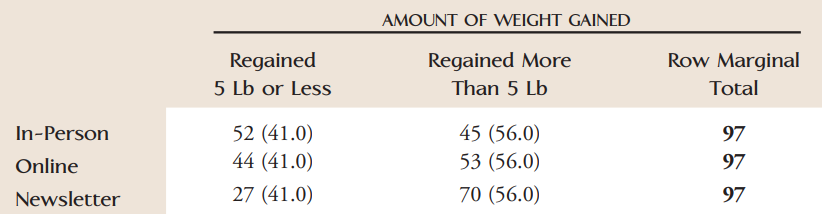 AMOUNT OF WEIGHT GAINED
Regained Regained More Row Marginal
5 Lb or Less Than 5 Lb Total
In-Person 52 (41.0) 45 (56.0) 97
Online 44 (41.0) 53 (56.0) 97
Newsletter 27 (41.0) 70 (56.0) 97